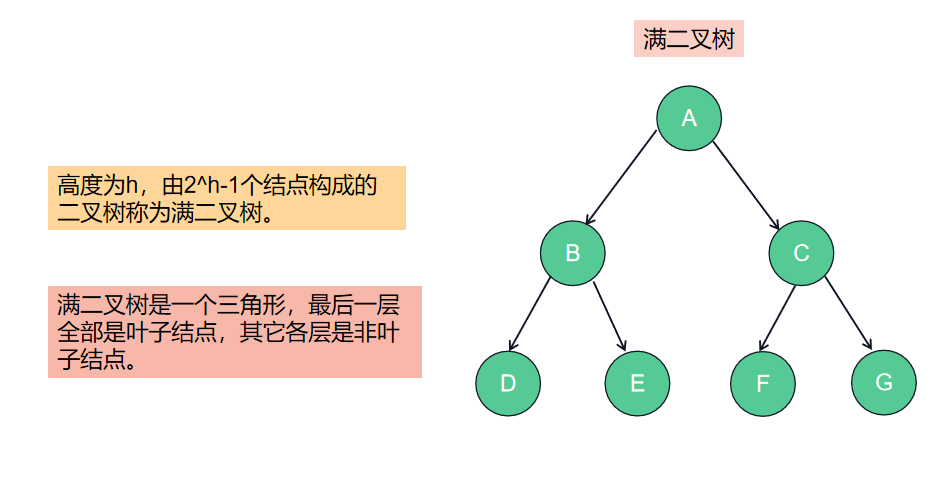 满二叉树
A
高度为h，由2^h-1个结点构成的
二叉树称为满二叉树。
B
C
满二叉树是一个三角形，最后一层
全部是叶子结点，其它各层是非叶
子结点。
D
E
F
G